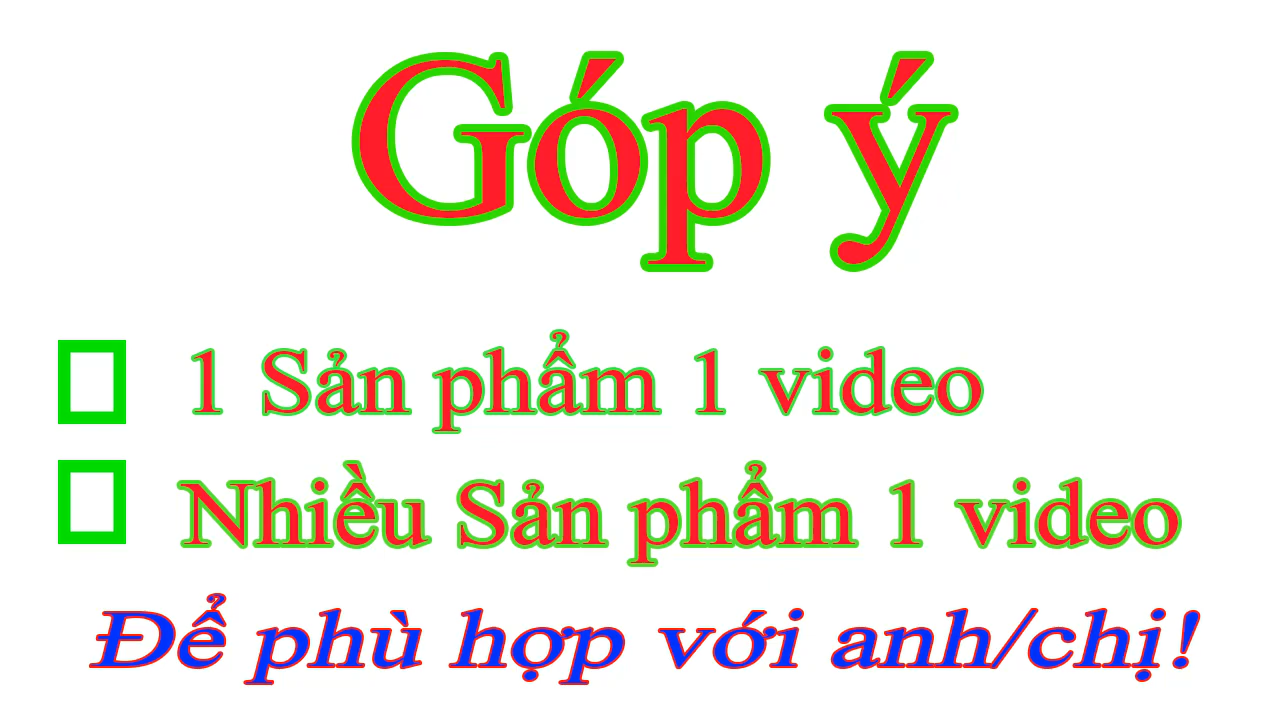 Góp ý
1 Sản phẩm 1 video
Nhiều Sản phẩm 1 video
Để phù hợp với anh/chị!